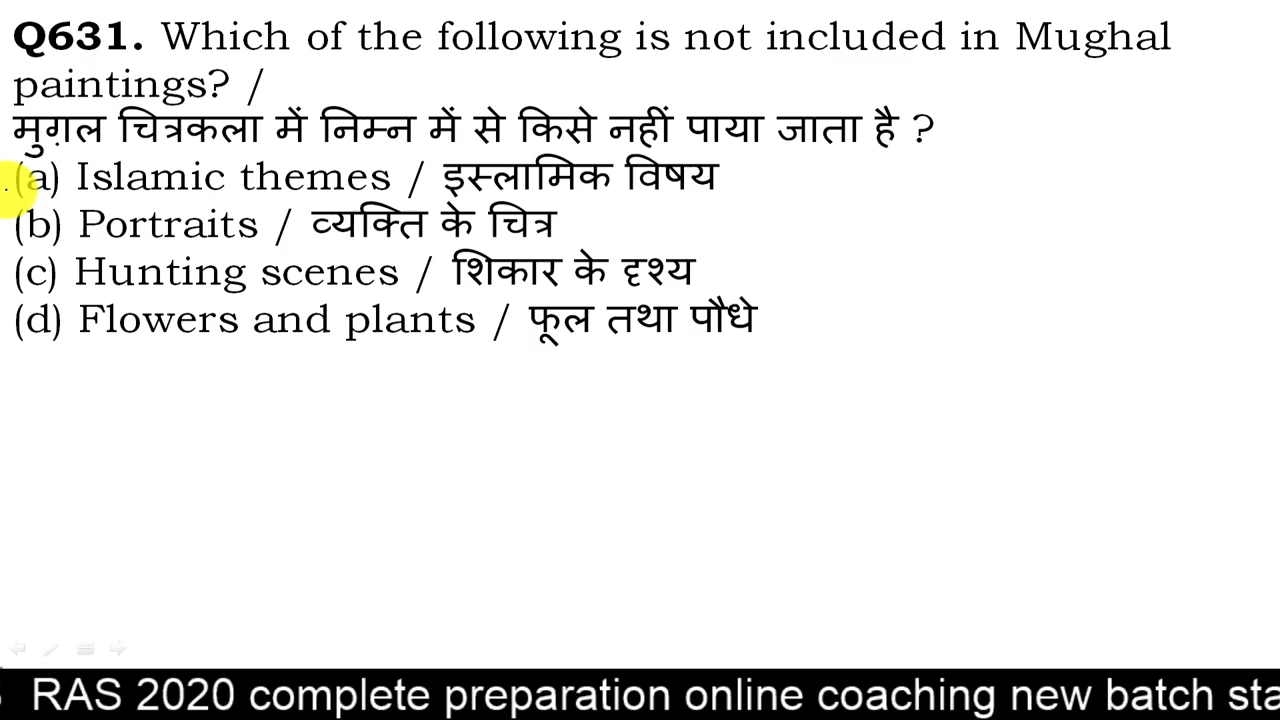 Q631. Which of the following is not included in Mughal
paintings? /
मुग़ल चित्रकला में निम्न में से किसे नहीं पाया जाता है ?
(a) Islamic themes / इस्लामिक विषय
(b) Portraits / व्यक्ति के चित्र
(c) Hunting scenes / शिकार के दृश्य
(d) Flowers and plants / फूल तथा पौधे
RAS 2020 complete preparation online coaching new batch sta